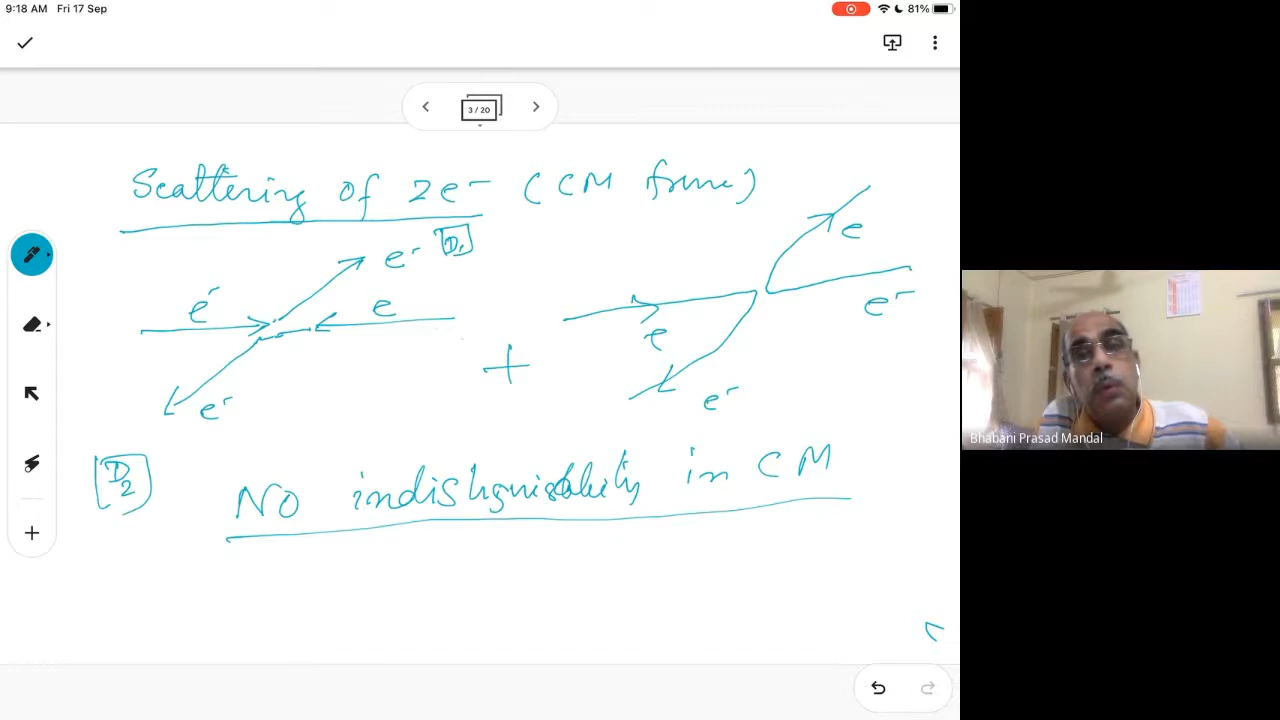 9:18 AM Fri 17 Sep
81%
3 / 20
Scattering of 2e- (CM frame)
e- D1
e
e-
e
e-
e-
+
e
e-
e-
D2
No indistinguishability in CM
Bhabani Prasad Mandal